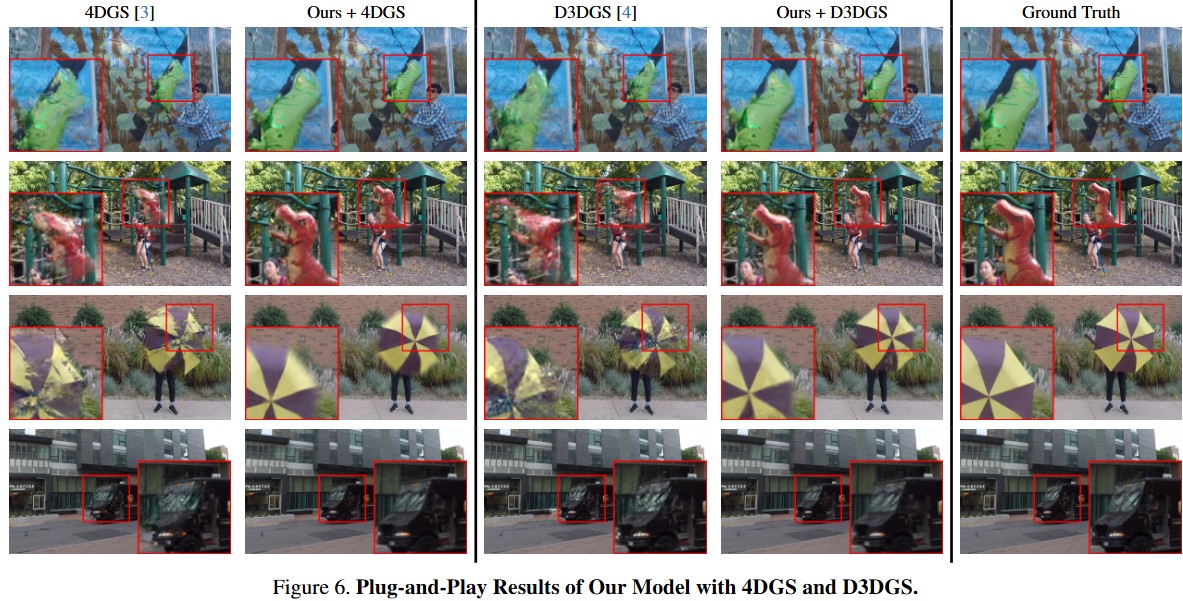 4DGS [3]
Ours + 4DGS
D3DGS [4]
Ours + D3DGS
Ground Truth
Figure 6. Plug-and-Play Results of Our Model with 4DGS and D3DGS.